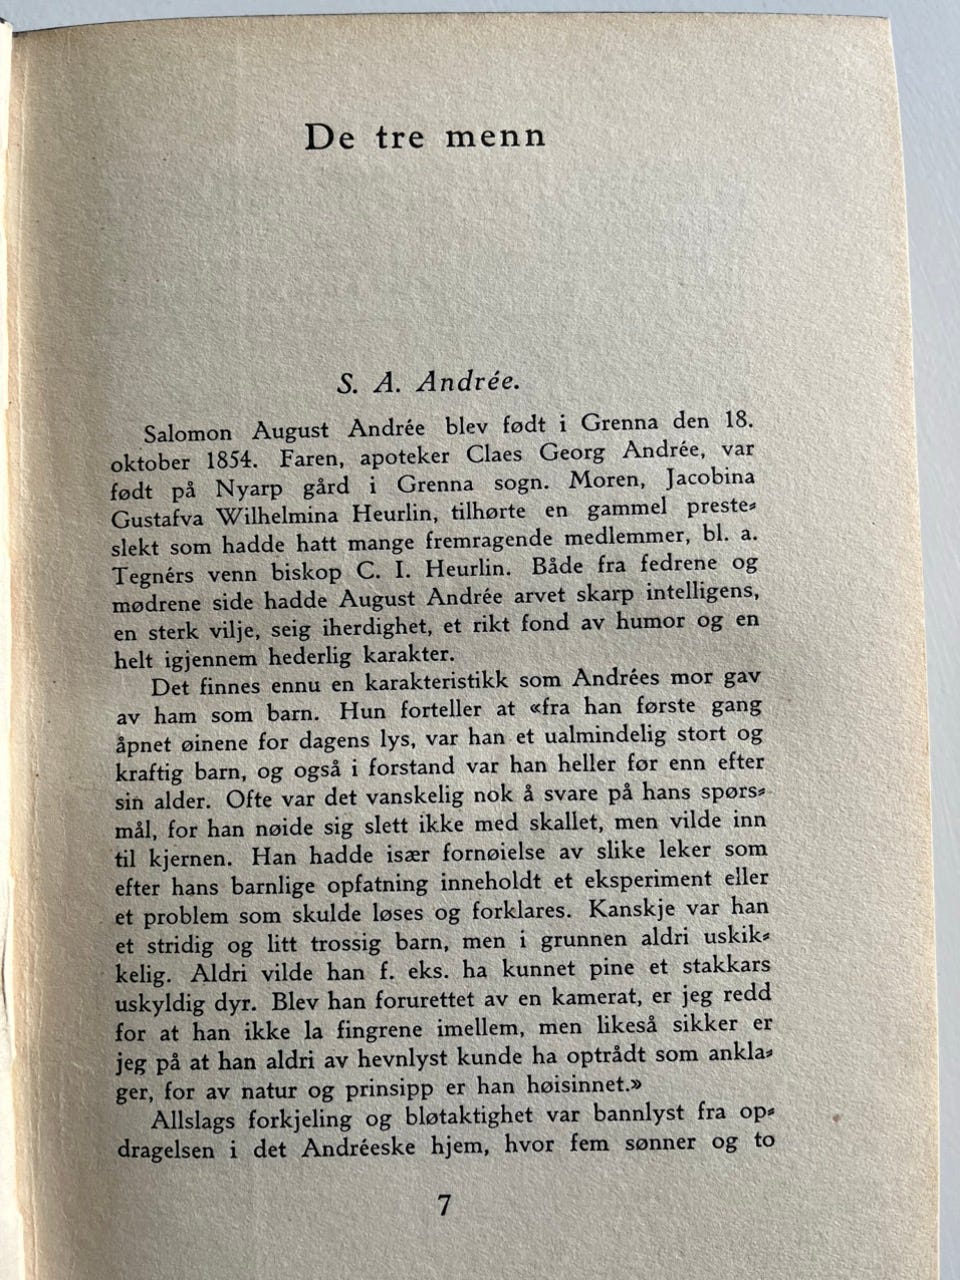 De tre menn
S. A. Andrée.
Salomon August Andrée blev født i Grenna den 18.
oktober 1854. Faren, apoteker Claes Georg Andrée, var
født på Nyarp gård i Grenna sogn. Moren, Jacobina
Gustafva Wilhelmina Heurlin, tilhørte en gammel preste⸗
slekt som hadde hatt mange fremragende medlemmer, bl. a.
Tegnérs venn biskop C. I. Heurlin. Både fra fedrene og
mødrene side hadde August Andrée arvet skarp intelligens,
en sterk vilje, seig iherdighet, et rikt fond av humor og en
helt igjennem hederlig karakter.
Det finnes ennu en karakteristikk som Andrées mor gav
av ham som barn. Hun forteller at «fra han første gang
åpnet øinene for dagens lys, var han et ualmindelig stort og
kraftig barn, og også i forstand var han heller før enn efter
sin alder. Ofte var det vanskelig nok å svare på hans spørs⸗
mål, for han nøide sig slett ikke med skallet, men vilde inn
til kjernen. Han hadde især fornøielse av slike leker som
efter hans barnlige opfatning inneholdt et eksperiment eller
et problem som skulde løses og forklares. Kanskje var han
et stridig og litt trossig barn, men i grunnen aldri uskik⸗
kelig. Aldri vilde han f. eks. ha kunnet pine et stakkars
uskyldig dyr. Blev han forurettet av en kamerat, er jeg redd
for at han ikke la fingrene imellem, men likeså sikker er
jeg på at han aldri av hevnlyst kunde ha optrådt som ankla⸗
ger, for av natur og prinsipp er han høisinnet.»
Allslags forkjeling og bløtaktighet var bannlyst fra op⸗
dragelsen i det Andréeske hjem, hvor fem sønner og to
7